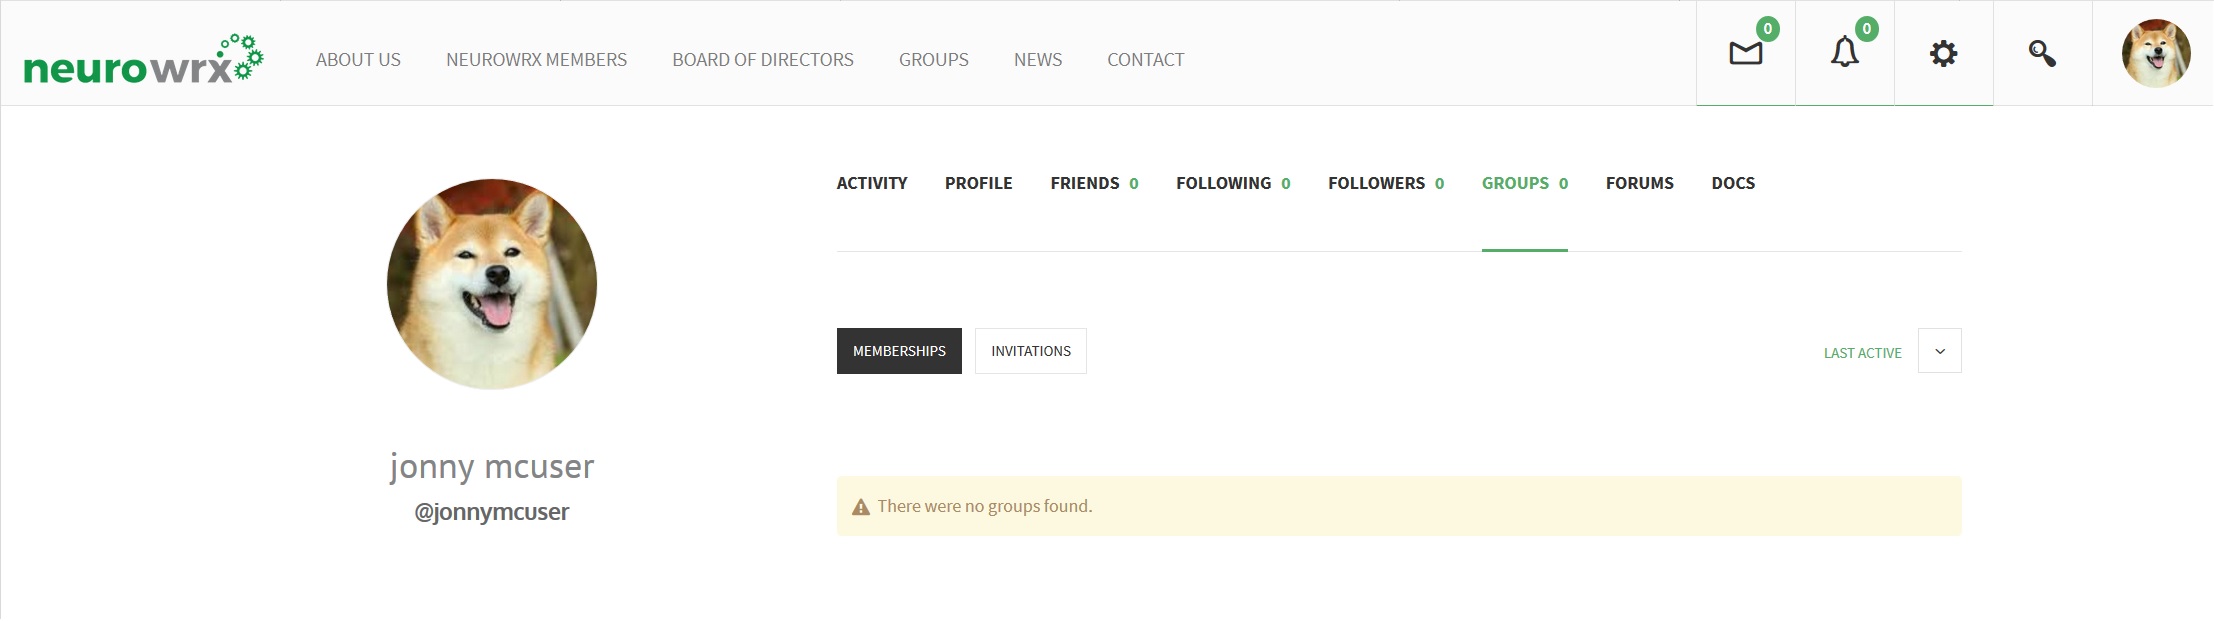 neurowrx
ABOUT US NEUROWRX MEMBERS BOARD OF DIRECTORS GROUPS NEWS CONTACT 0 0
ACTIVITY PROFILE FRIENDS 0 FOLLOWING 0 FOLLOWERS 0 GROUPS 0 FORUMS DOCS
MEMBERSHIPS INVITATIONS LAST ACTIVE
jonny mcuser
@jonnymcuser
There were no groups found.